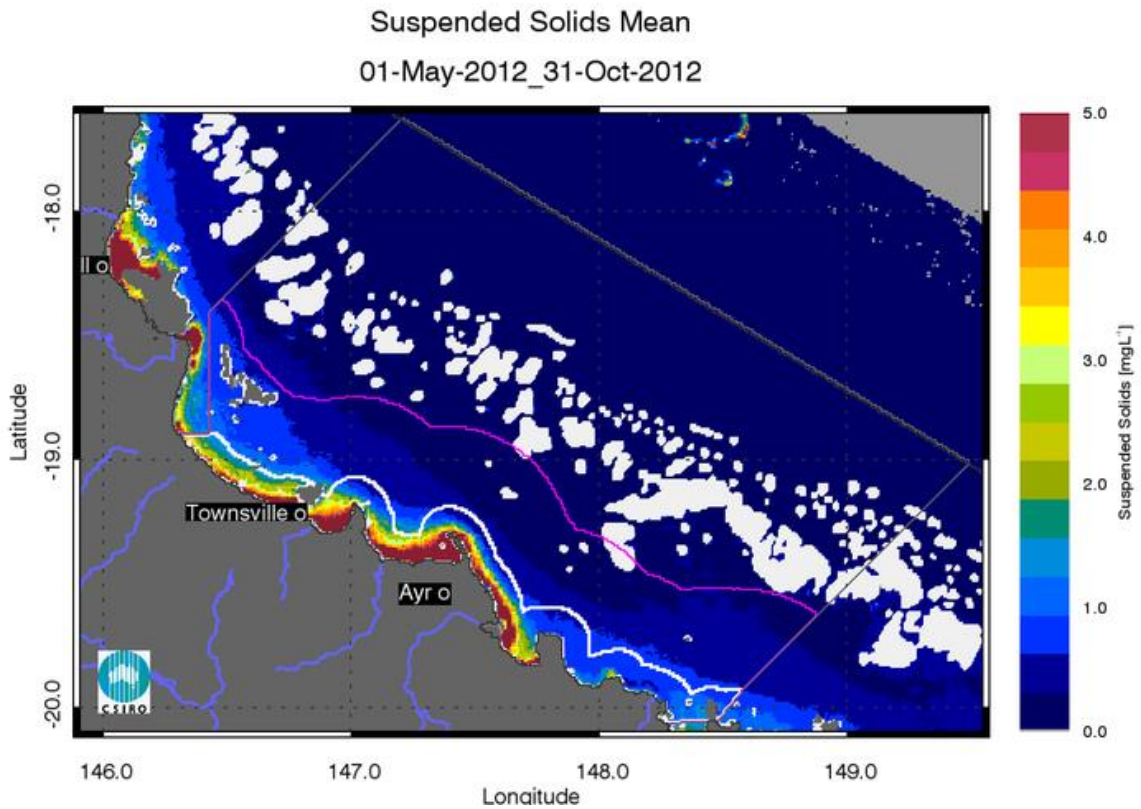 Suspended Solids Mean
01-May-2012_31-Oct-2012
Latitude
-18.0
-19.0
-20.0
ll o
Townsville o
Ayr o
CSIRO
146.0 147.0 148.0 149.0
Longitude
5.0
4.0
3.0
2.0
1.0
0.0
Suspended Solids [mgL⁻¹]